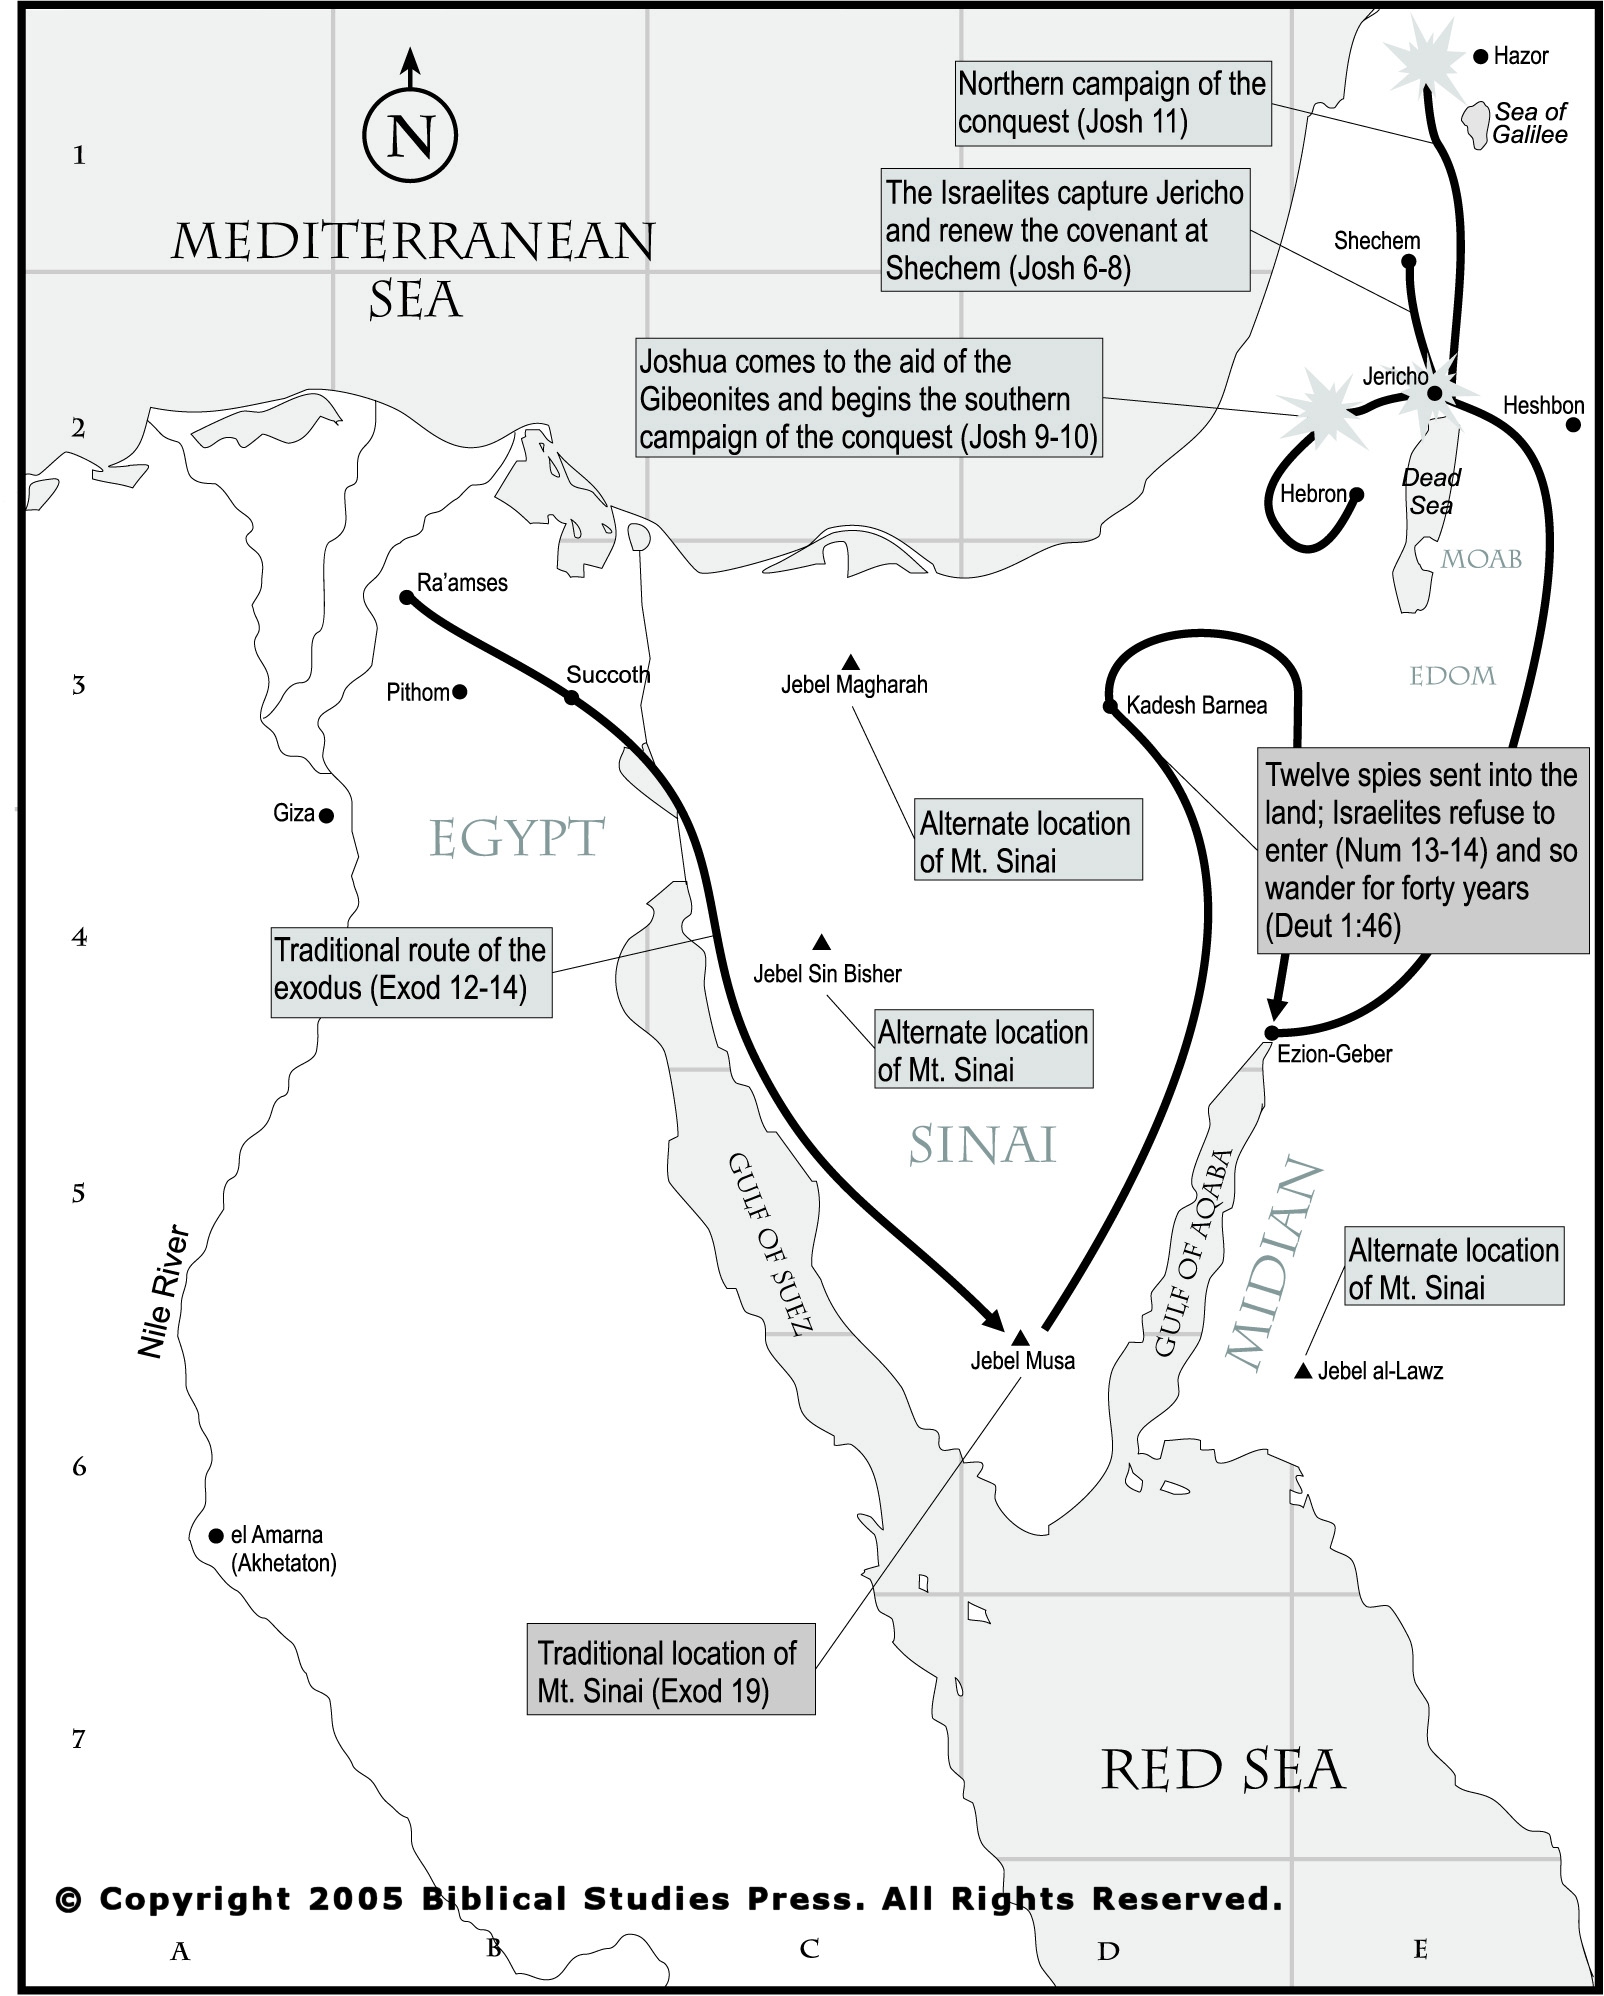 Hazor
Northern campaign of the
conquest (Josh 11)
Sea of
Galilee
N
1
The Israelites capture Jericho
and renew the covenant at
Shechem (Josh 6-8)
MEDITERRANEAN
SEA
Shechem
Joshua comes to the aid of the
Gibeonites and begins the southern
campaign of the conquest (Josh 9-10)
Jericho
Heshbon
2
Dead
Sea
Hebron
MOAB
Ra’amses
Succoth
EDOM
3
Pithom
Jebel Magharah
Kadesh Barnea
Twelve spies sent into the
land; Israelites refuse to
enter (Num 13-14) and so
wander for forty years
(Deut 1:46)
Giza
EGYPT
Alternate location
of Mt. Sinai
4
Traditional route of the
exodus (Exod 12-14)
Jebel Sin Bisher
Alternate location
of Mt. Sinai
Ezion-Geber
SINAI
5
GULF OF SUEZ
GULF OF AQABA
MIDIAN
Nile River
Alternate location
of Mt. Sinai
Jebel Musa
Jebel al-Lawz
6
el Amarna
(Akhetaton)
Traditional location of
Mt. Sinai (Exod 19)
7
RED SEA
© Copyright 2005 Biblical Studies Press. All Rights Reserved.
A B C D E